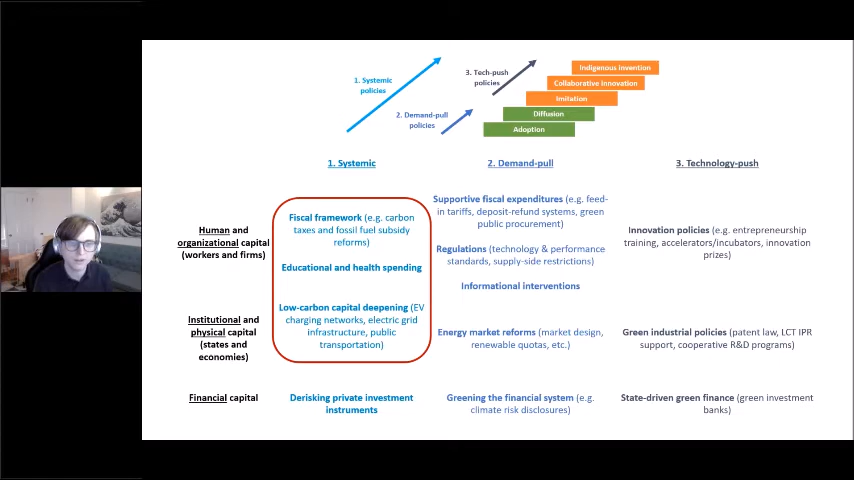 1. Systemic
policies
3. Tech-push
policies
2. Demand-pull
policies
Indigenous invention
Collaborative innovation
Imitation
Diffusion
Adoption
1. Systemic
2. Demand-pull
3. Technology-push
Human and
organizational capital
(workers and firms)
Fiscal framework (e.g. carbon
taxes and fossil fuel subsidy
reforms)
Educational and health spending
Supportive fiscal expenditures (e.g. feed-
in tariffs, deposit-refund systems, green
public procurement)
Regulations (technology & performance
standards, supply-side restrictions)
Informational interventions
Innovation policies (e.g. entrepreneurship
training, accelerators/incubators, innovation
prizes)
Institutional and
physical capital
(states and
economies)
Low-carbon capital deepening (EV
charging networks, electric grid
infrastructure, public
transportation)
Energy market reforms (market design,
renewable quotas, etc.)
Green industrial policies (patent law, LCT IPR
support, cooperative R&D programs)
Financial capital
Derisking private investment
instruments
Greening the financial system (e.g.
climate risk disclosures)
State-driven green finance (green investment
banks)